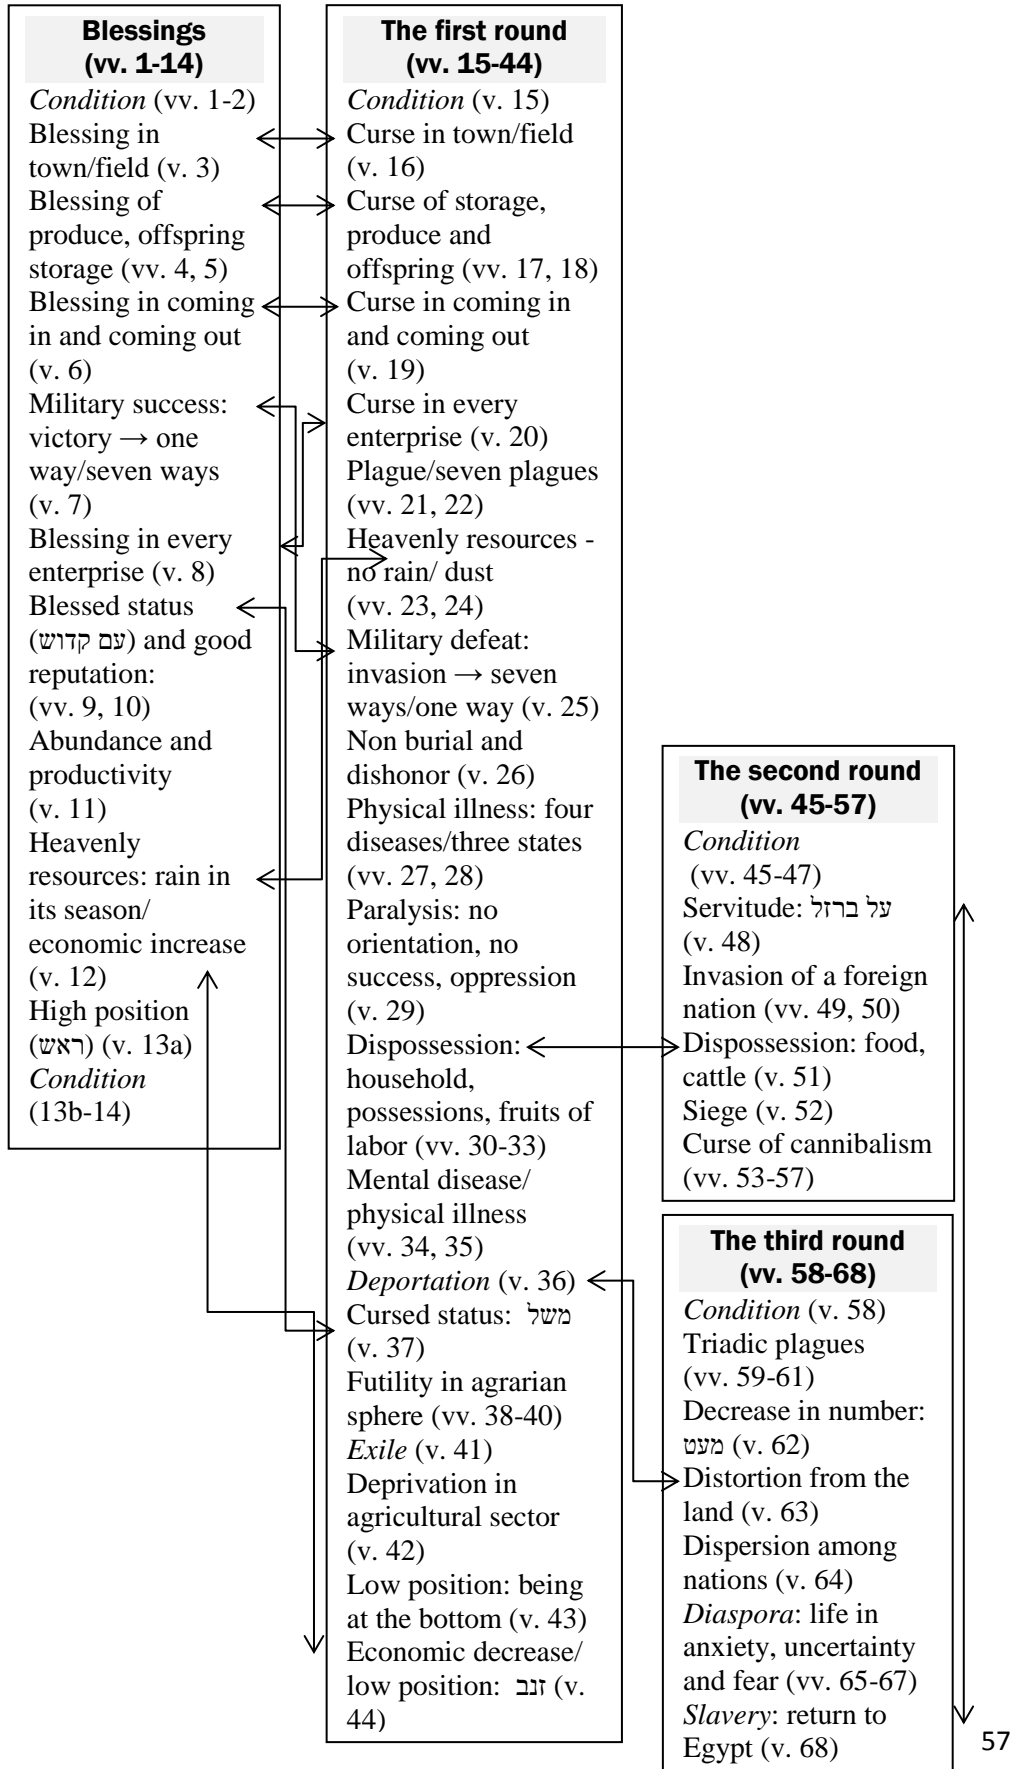 Blessings
(vv. 1-14)
Condition (vv. 1-2)
Blessing in
town/field (v. 3)
Blessing of
produce, offspring
storage (vv. 4, 5)
Blessing in coming
in and coming out
(v. 6)
Military success:
victory → one
way/seven ways
(v. 7)
Blessing in every
enterprise (v. 8)
Blessed status
(עם קדוש) and good
reputation:
(vv. 9, 10)
Abundance and
productivity
(v. 11)
Heavenly
resources: rain in
its season/
economic increase
(v. 12)
High position
(ראש) (v. 13a)
Condition
(13b-14)
The first round
(vv. 15-44)
Condition (v. 15)
Curse in town/field
(v. 16)
Curse of storage,
produce and
offspring (vv. 17, 18)
Curse in coming in
and coming out
(v. 19)
Curse in every
enterprise (v. 20)
Plague/seven plagues
(vv. 21, 22)
Heavenly resources -
no rain/ dust
(vv. 23, 24)
Military defeat:
invasion → seven
ways/one way (v. 25)
Non burial and
dishonor (v. 26)
Physical illness: four
diseases/three states
(vv. 27, 28)
Paralysis: no
orientation, no
success, oppression
(v. 29)
Dispossession:
household,
possessions, fruits of
labor (vv. 30-33)
Mental disease/
physical illness
(vv. 34, 35)
Deportation (v. 36)
Cursed status: משל
(v. 37)
Futility in agrarian
sphere (vv. 38-40)
Exile (v. 41)
Deprivation in
agricultural sector
(v. 42)
Low position: being
at the bottom (v. 43)
Economic decrease/
low position: זנב (v.
44)
The second round
(vv. 45-57)
Condition
(vv. 45-47)
Servitude: על ברזל
(v. 48)
Invasion of a foreign
nation (vv. 49, 50)
Dispossession: food,
cattle (v. 51)
Siege (v. 52)
Curse of cannibalism
(vv. 53-57)
The third round
(vv. 58-68)
Condition (v. 58)
Triadic plagues
(vv. 59-61)
Decrease in number:
מעט (v. 62)
Distortion from the
land (v. 63)
Dispersion among
nations (v. 64)
Diaspora: life in
anxiety, uncertainty
and fear (vv. 65-67)
Slavery: return to
Egypt (v. 68)
57